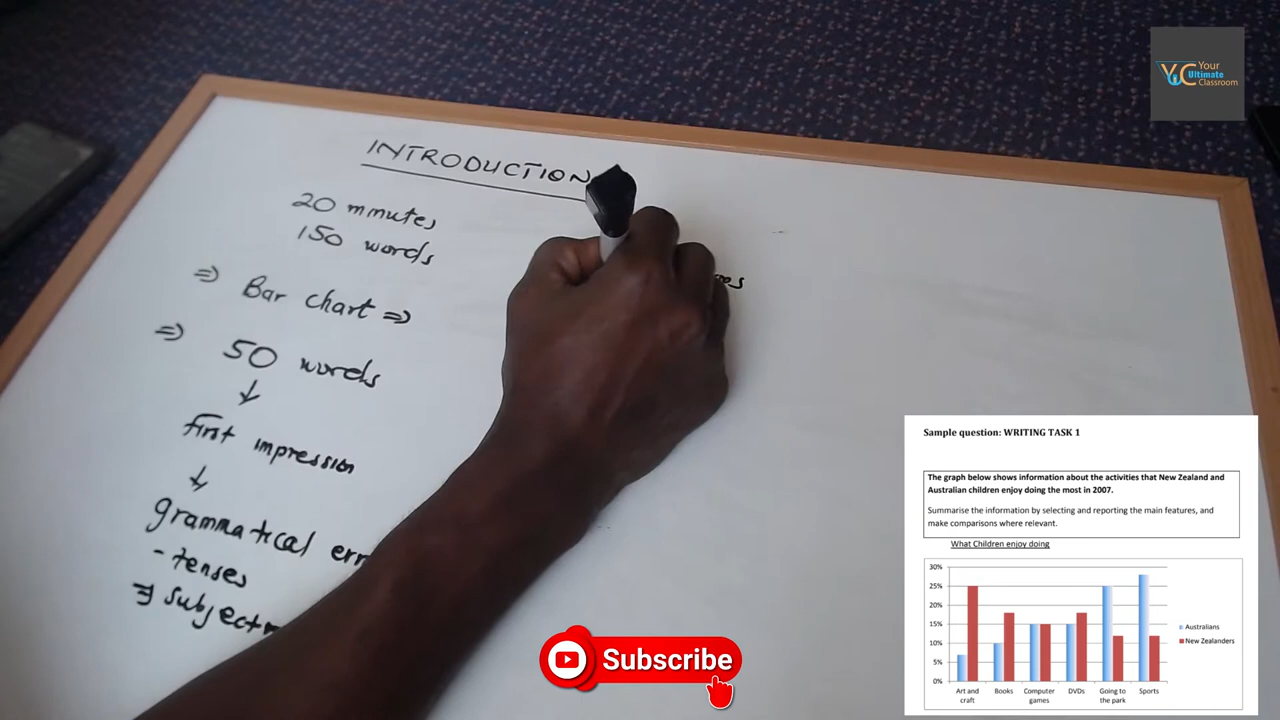 INTRODUCTION
20 mnutes
150 words
⇒ Bar chart ⇒
⇒ 50 words
↓
First impression
↓
grammatical
- tenses
⇒
Your
Ultimate
Classroom
Subscribe
Sample question: WRITING TASK 1
The graph below shows information about the activities that New Zealand and
Australian children enjoy doing the most in 2007.
Summarise the information by selecting and reporting the main features, and
make comparisons where relevant.
What Children enjoy doing
30%
25%
20%
15%
10%
5%
0%
Art and
craft
Books
Computer
games
DVDs
Going to
the park
Sports
Australians
New Zealanders